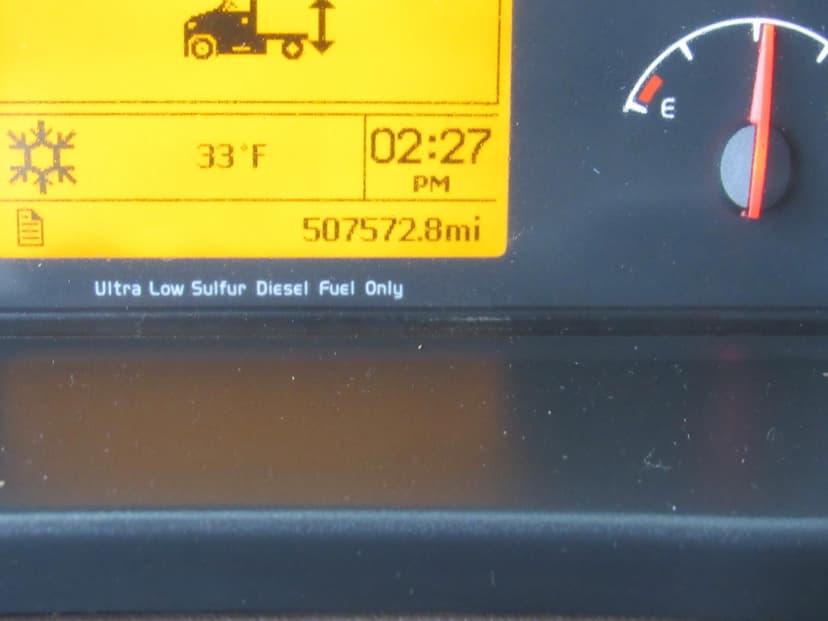 33°F
02:27
PM
507572.8mi
E
Ultra Low Sulfur Diesel Fuel Only